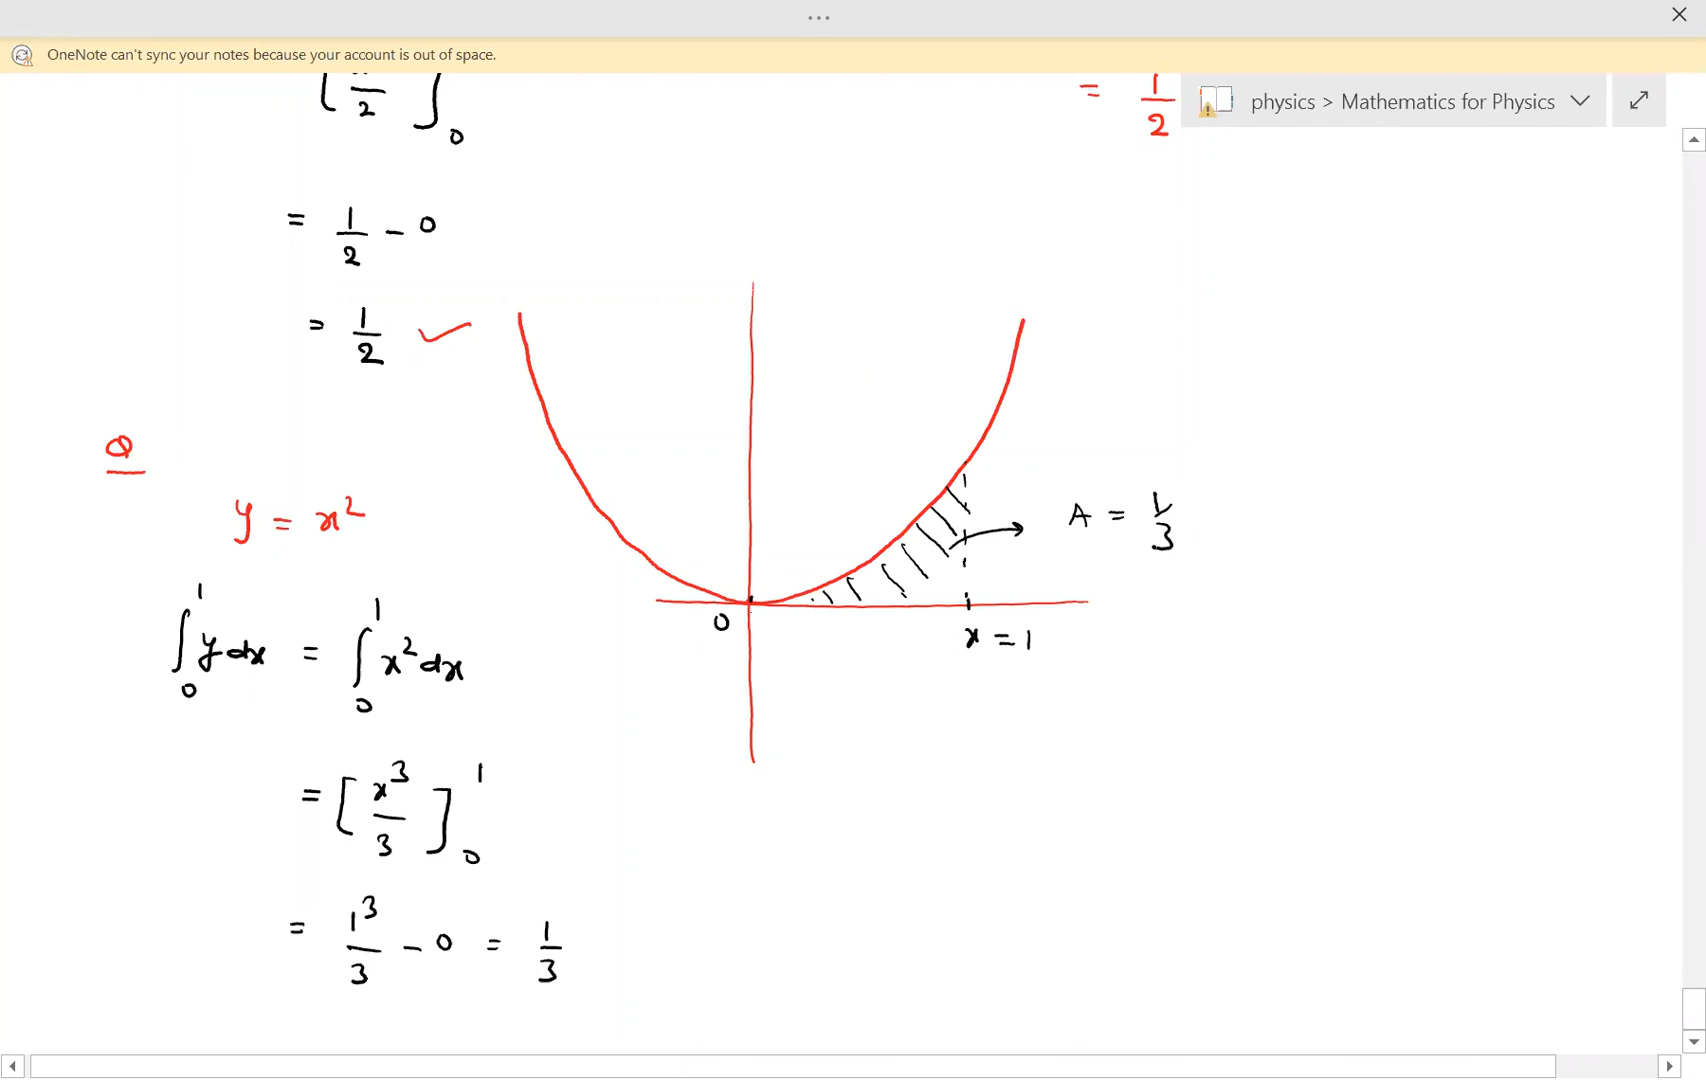 OneNote can't sync your notes because your account is out of space.
physics > Mathematics for Physics
2 ]₀
= 1/2
= 1/2 - 0
= 1/2 ✓
Q
y = x²
A = 1/3
0
x = 1
∫₀¹ y dx = ∫₀¹ x² dx
= [x³/3]₀¹
= 1³/3 - 0 = 1/3